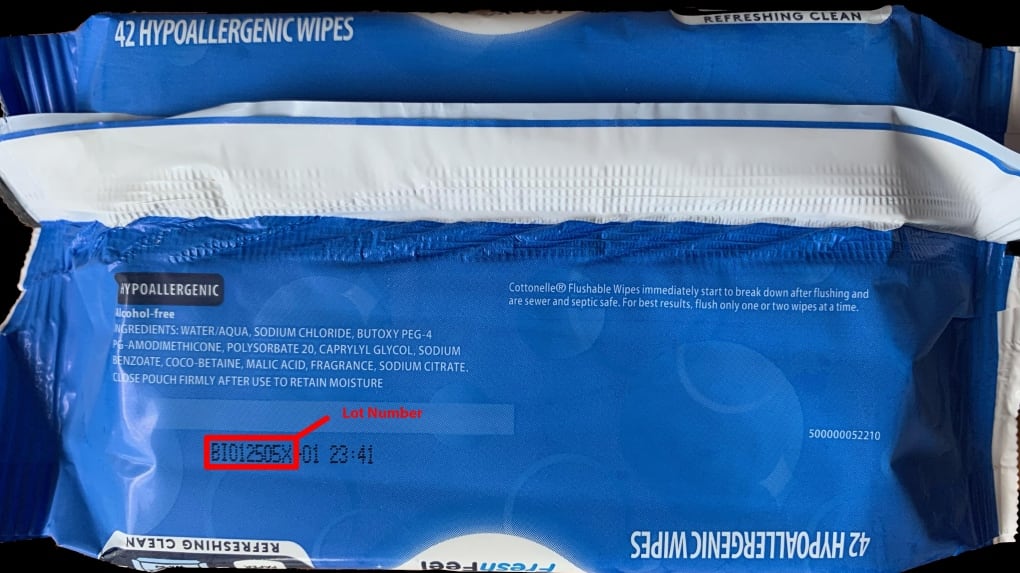 42 HYPOALLERGENIC WIPES
REFRESHING CLEAN
HYPOALLERGENIC
Alcohol-free
INGREDIENTS: WATER/AQUA, SODIUM CHLORIDE, BUTOXY PEG-4
PG-AMODIMETHICONE, POLYSORBATE 20, CAPRYLYL GLYCOL, SODIUM
BENZOATE, COCO-BETAINE, MALIC ACID, FRAGRANCE, SODIUM CITRATE.
CLOSE POUCH FIRMLY AFTER USE TO RETAIN MOISTURE
Cottonelle® Flushable Wipes immediately start to break down after flushing and
are sewer and septic safe. For best results, flush only one or two wipes at a time.
Lot Number
BI012505X 01 23:41
500000052210
REFRESHING CLEAN
FreshFeel
42 HYPOALLERGENIC WIPES